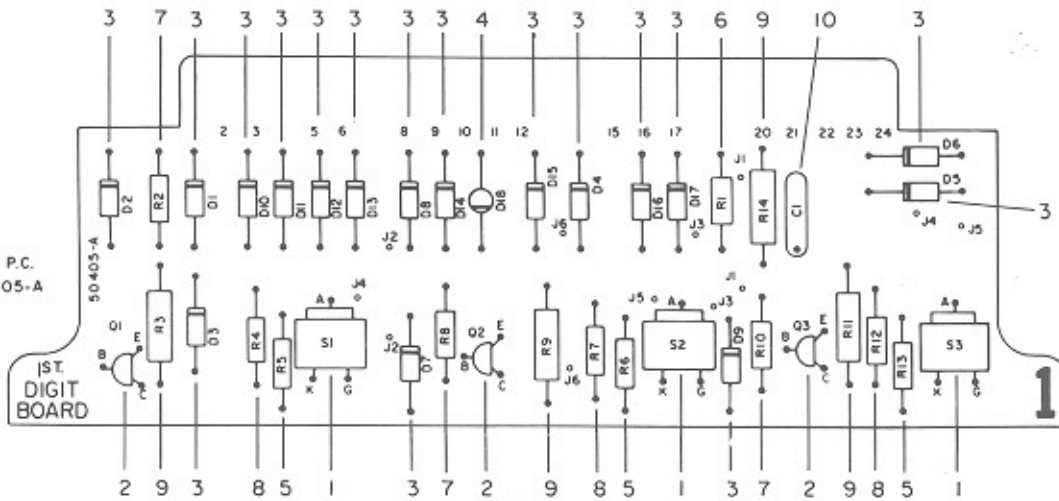 3 7 3 3 3 3 3 3 3 4 3 3 3 3 6 9 10 3
2 3 5 6 8 9 10 11 12 15 16 17 20 21 22 23 24
D2 R2 D1 D10 D11 D12 D13 D8 D14 D18 D15 D4 D16 D17 R1 J1 R14 C1 D6
D5
J2 J6 J3 J4 J5
3
P.C.
05-A
50405-A
Q1 B E C R3 D3 R4 R5 A J4 S1 X G J2 D7 R8 Q2 B E C R9 J6 R7 R6 J5 A J3 S2 X G J1 D9 R10 Q3 B E C R11 R12 R13 A S3 X G
1ST.
DIGIT
BOARD
1
2 9 3 8 5 1 3 7 2 9 8 5 1 3 7 2 9 8 5 1